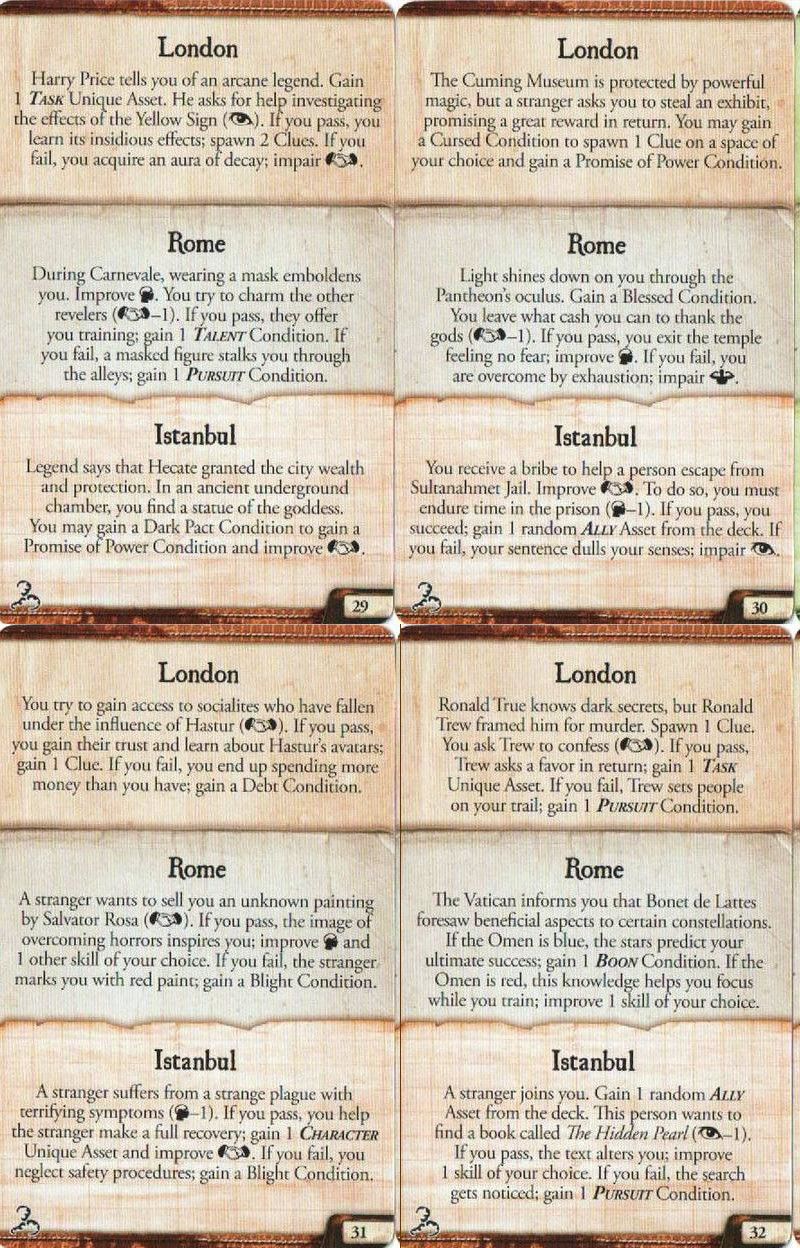 London
Harry Price tells you of an arcane legend. Gain
1 TASK Unique Asset. He asks for help investigating
the effects of the Yellow Sign ( ). If you pass, you
learn its insidious effects; spawn 2 Clues. If you
fail, you acquire an aura of decay; impair .
Rome
During Carnevale, wearing a mask emboldens
you. Improve . You try to charm the other
revelers ( –1). If you pass, they offer
you training; gain 1 TALENT Condition. If
you fail, a masked figure stalks you through
the alleys; gain 1 PURSUIT Condition.
Istanbul
Legend says that Hecate granted the city wealth
and protection. In an ancient underground
chamber, you find a statue of the goddess.
You may gain a Dark Pact Condition to gain a
Promise of Power Condition and improve .
29
London
The Cuming Museum is protected by powerful
magic, but a stranger asks you to steal an exhibit,
promising a great reward in return. You may gain
a Cursed Condition to spawn 1 Clue on a space of
your choice and gain a Promise of Power Condition.
Rome
Light shines down on you through the
Pantheon's oculus. Gain a Blessed Condition.
You leave what cash you can to thank the
gods ( –1). If you pass, you exit the temple
feeling no fear; improve . If you fail, you
are overcome by exhaustion; impair .
Istanbul
You receive a bribe to help a person escape from
Sultanahmet Jail. Improve . To do so, you must
endure time in the prison ( –1). If you pass, you
succeed; gain 1 random ALLY Asset from the deck. If
you fail, your sentence dulls your senses; impair .
30
London
You try to gain access to socialites who have fallen
under the influence of Hastur ( ). If you pass,
you gain their trust and learn about Hastur's avatars;
gain 1 Clue. If you fail, you end up spending more
money than you have; gain a Debt Condition.
Rome
A stranger wants to sell you an unknown painting
by Salvator Rosa ( ). If you pass, the image of
overcoming horrors inspires you; improve and
1 other skill of your choice. If you fail, the stranger
marks you with red paint; gain a Blight Condition.
Istanbul
A stranger suffers from a strange plague with
terrifying symptoms ( –1). If you pass, you help
the stranger make a full recovery; gain 1 CHARACTER
Unique Asset and improve . If you fail, you
neglect safety procedures; gain a Blight Condition.
31
London
Ronald True knows dark secrets, but Ronald
Trew framed him for murder. Spawn 1 Clue.
You ask Trew to confess ( ). If you pass,
Trew asks a favor in return; gain 1 TASK
Unique Asset. If you fail, Trew sets people
on your trail; gain 1 PURSUIT Condition.
Rome
The Vatican informs you that Bonet de Lattes
foresaw beneficial aspects to certain constellations.
If the Omen is blue, the stars predict your
ultimate success; gain 1 BOON Condition. If the
Omen is red, this knowledge helps you focus
while you train; improve 1 skill of your choice.
Istanbul
A stranger joins you. Gain 1 random ALLY
Asset from the deck. This person wants to
find a book called The Hidden Pearl ( –1).
If you pass, the text alters you; improve
1 skill of your choice. If you fail, the search
gets noticed; gain 1 PURSUIT Condition.
32